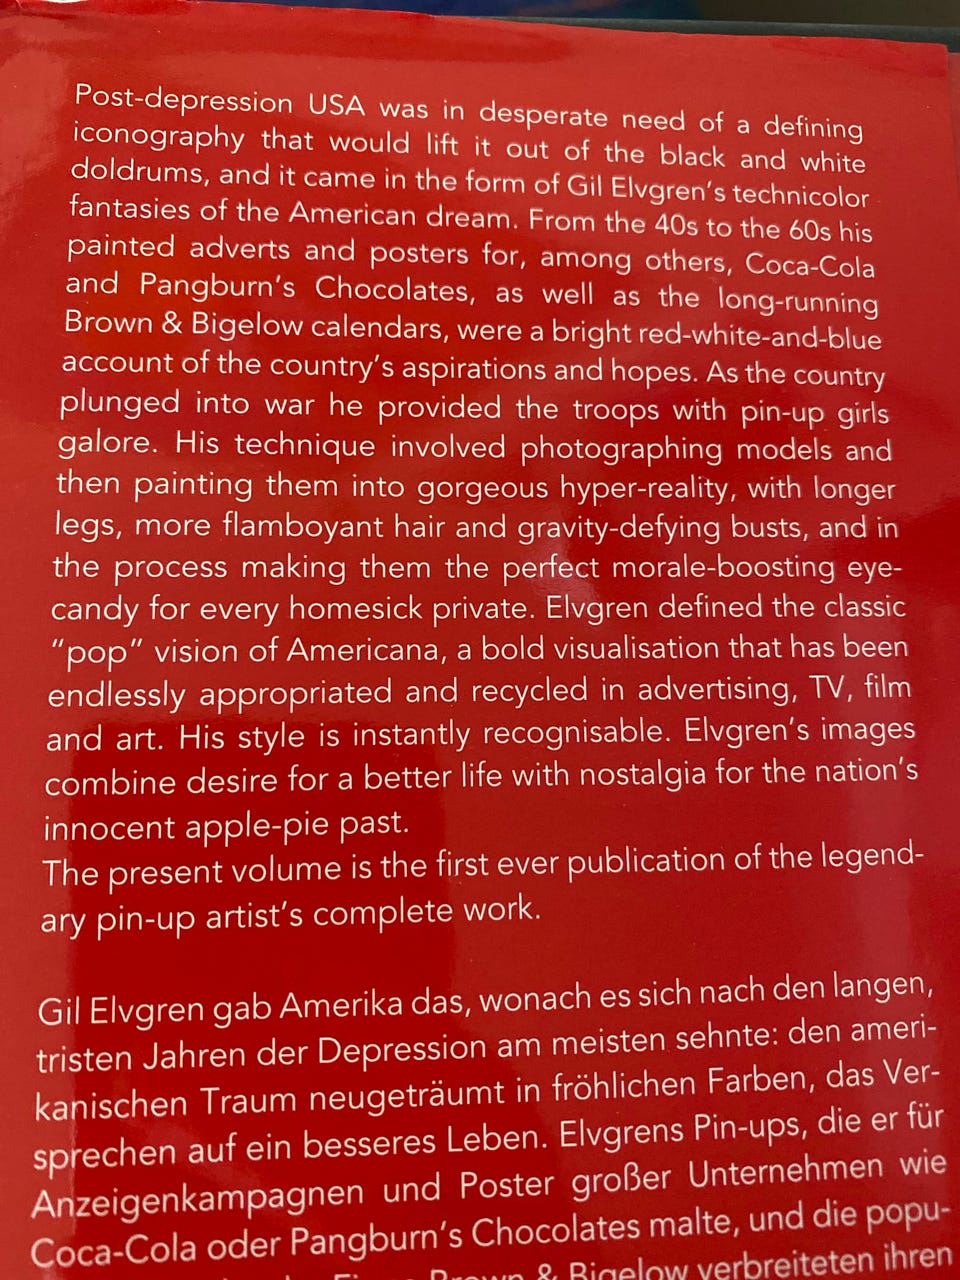 Post-depression USA was in desperate need of a defining
iconography that would lift it out of the black and white
doldrums, and it came in the form of Gil Elvgren's technicolor
fantasies of the American dream. From the 40s to the 60s his
painted adverts and posters for, among others, Coca-Cola
and Pangburn's Chocolates, as well as the long-running
Brown & Bigelow calendars, were a bright red-white-and-blue
account of the country's aspirations and hopes. As the country
plunged into war he provided the troops with pin-up girls
galore. His technique involved photographing models and
then painting them into gorgeous hyper-reality, with longer
legs, more flamboyant hair and gravity-defying busts, and in
the process making them the perfect morale-boosting eye-
candy for every homesick private. Elvgren defined the classic
"pop" vision of Americana, a bold visualisation that has been
endlessly appropriated and recycled in advertising, TV, film
and art. His style is instantly recognisable. Elvgren's images
combine desire for a better life with nostalgia for the nation's
innocent apple-pie past.
The present volume is the first ever publication of the legend-
ary pin-up artist's complete work.
Gil Elvgren gab Amerika das, wonach es sich nach den langen,
tristen Jahren der Depression am meisten sehnte: den ameri-
kanischen Traum neugeträumt in fröhlichen Farben, das Ver-
sprechen auf ein besseres Leben. Elvgrens Pin-ups, die er für
Anzeigenkampagnen und Poster großer Unternehmen wie
Coca-Cola oder Pangburn's Chocolates malte, und die popu-
Brown & Bigelow verbreiteten ihren